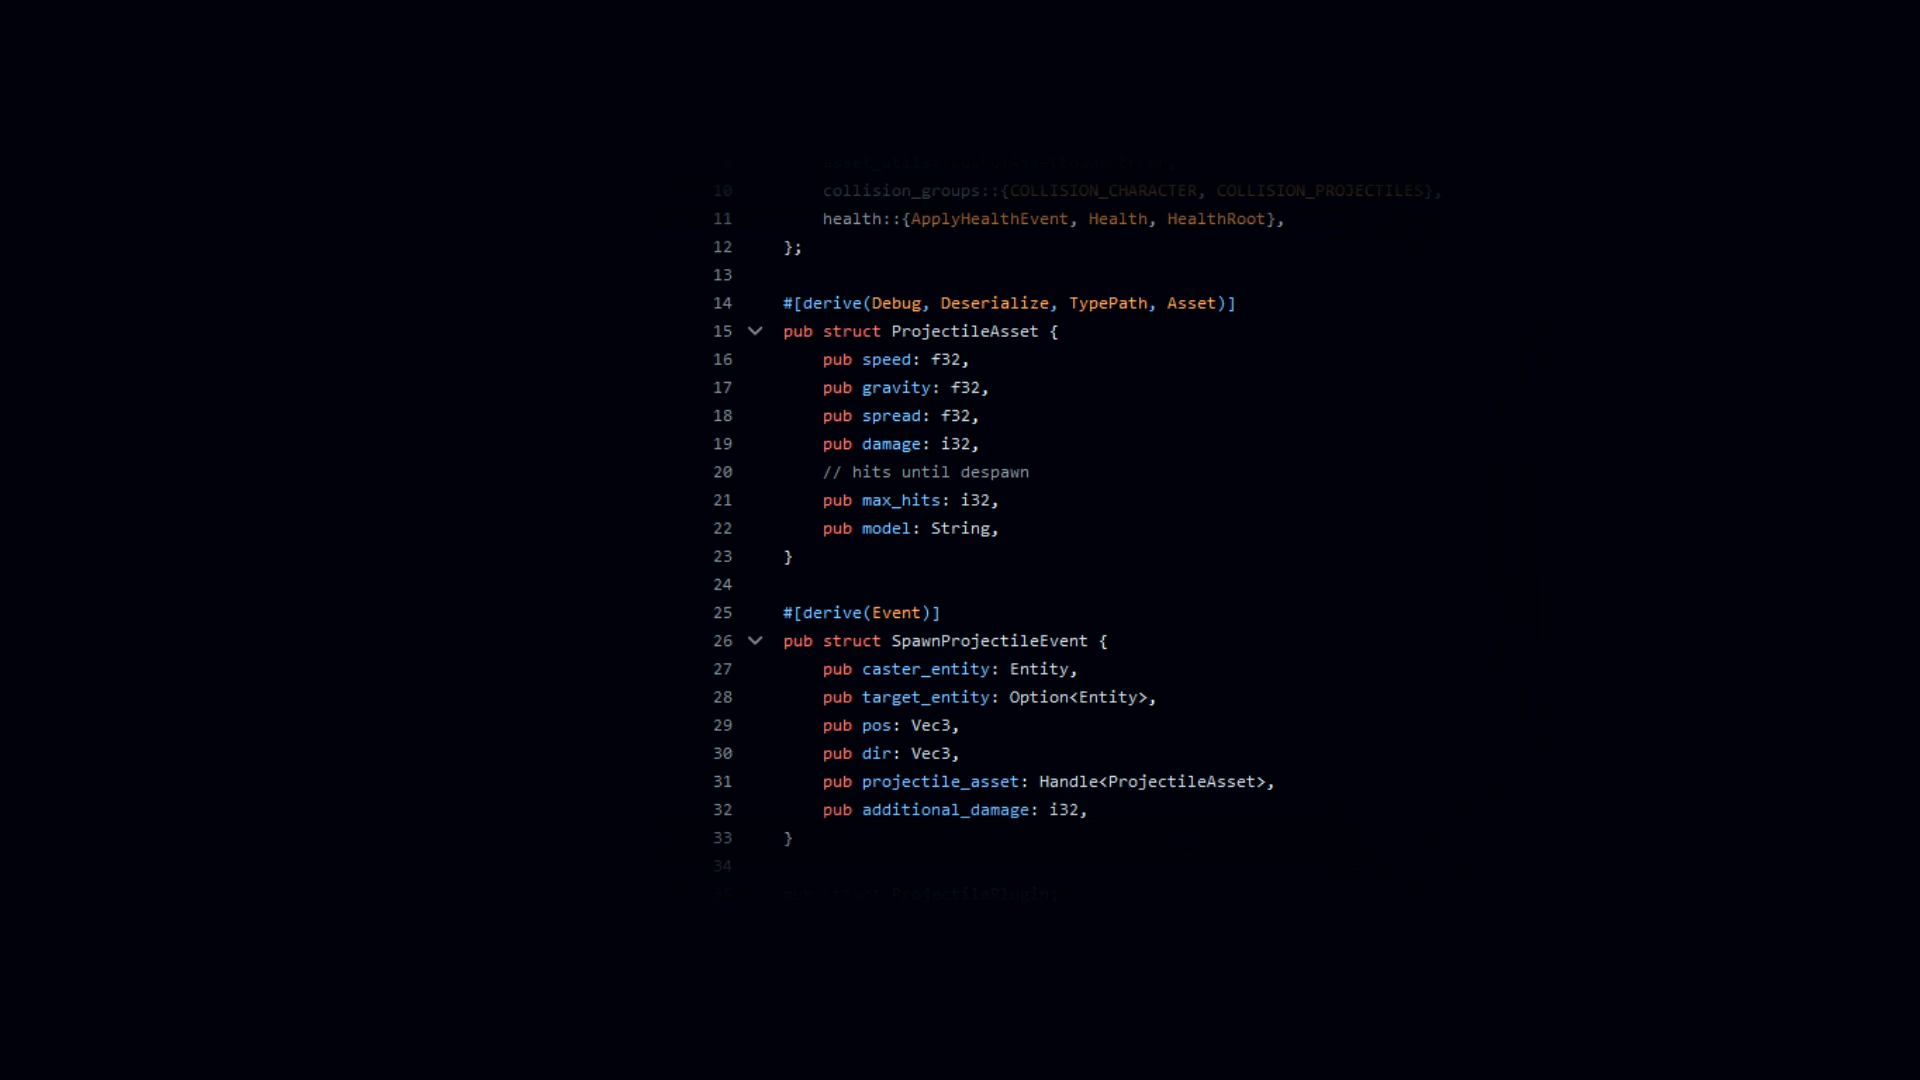 10 collision_groups::{COLLISION_CHARACTER, COLLISION_PROJECTILES},
11 health::{ApplyHealthEvent, Health, HealthRoot},
12 };
13
14 #[derive(Debug, Deserialize, TypePath, Asset)]
15 pub struct ProjectileAsset {
16 pub speed: f32,
17 pub gravity: f32,
18 pub spread: f32,
19 pub damage: i32,
20 // hits until despawn
21 pub max_hits: i32,
22 pub model: String,
23 }
24
25 #[derive(Event)]
26 pub struct SpawnProjectileEvent {
27 pub caster_entity: Entity,
28 pub target_entity: Option<Entity>,
29 pub pos: Vec3,
30 pub dir: Vec3,
31 pub projectile_asset: Handle<ProjectileAsset>,
32 pub additional_damage: i32,
33 }
34
35 pub struct ProjectilePlugin;